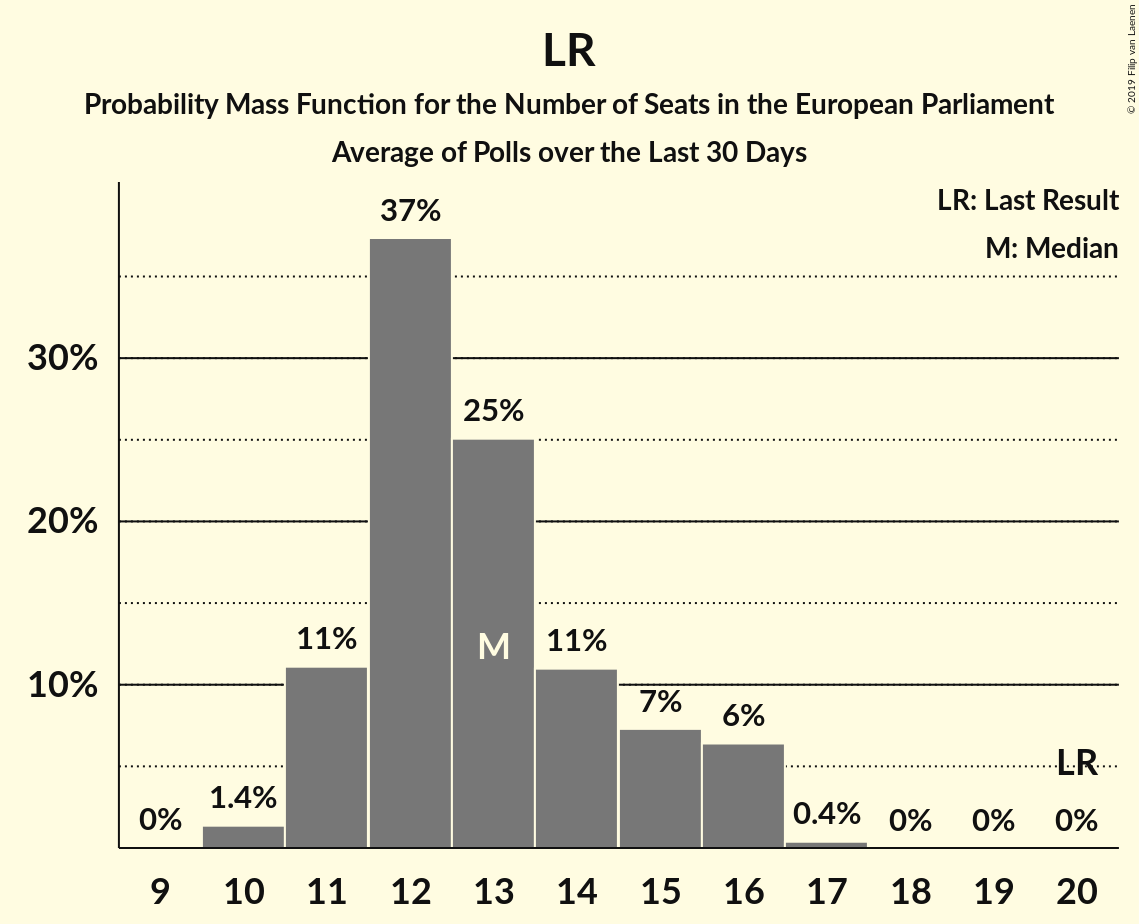 LR
Probability Mass Function for the Number of Seats in the European Parliament
Average of Polls over the Last 30 Days
© 2019 Filip van Laenen
LR: Last Result
M: Median
37%
30%
25%
20%
11%
M
11%
10%
7%
6%
LR
0%
1.4%
0.4%
0%
0%
0%
9 10 11 12 13 14 15 16 17 18 19 20